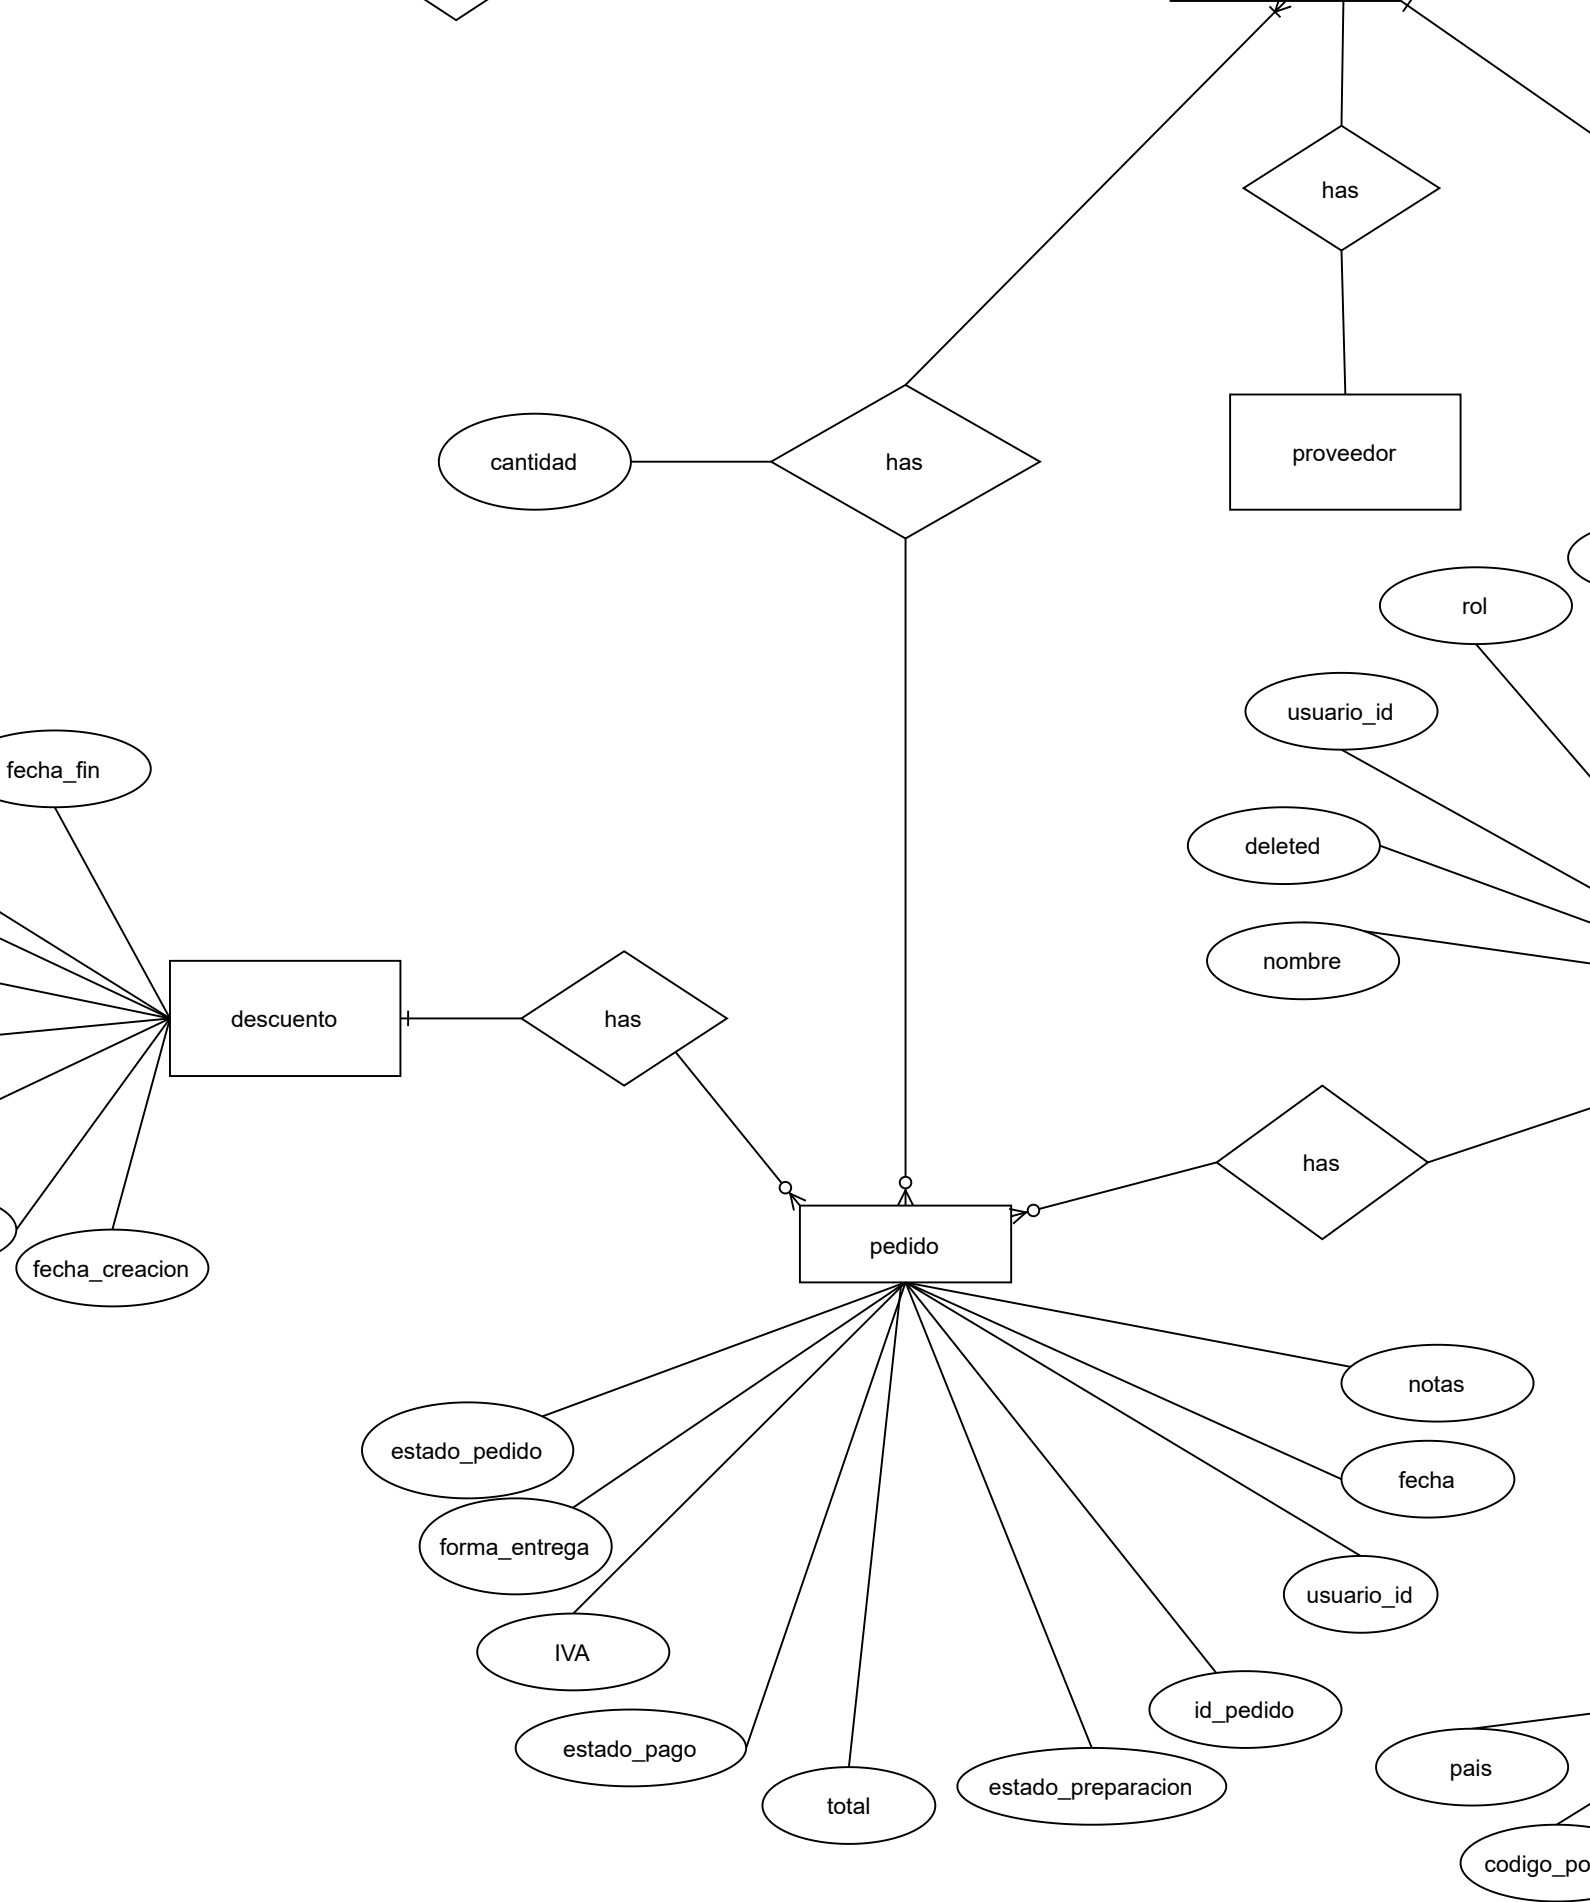 has
has
cantidad
proveedor
rol
usuario_id
fecha_fin
deleted
nombre
descuento
has
has
pedido
fecha_creacion
notas
estado_pedido
fecha
forma_entrega
usuario_id
IVA
id_pedido
estado_pago
pais
estado_preparacion
total
codigo_po